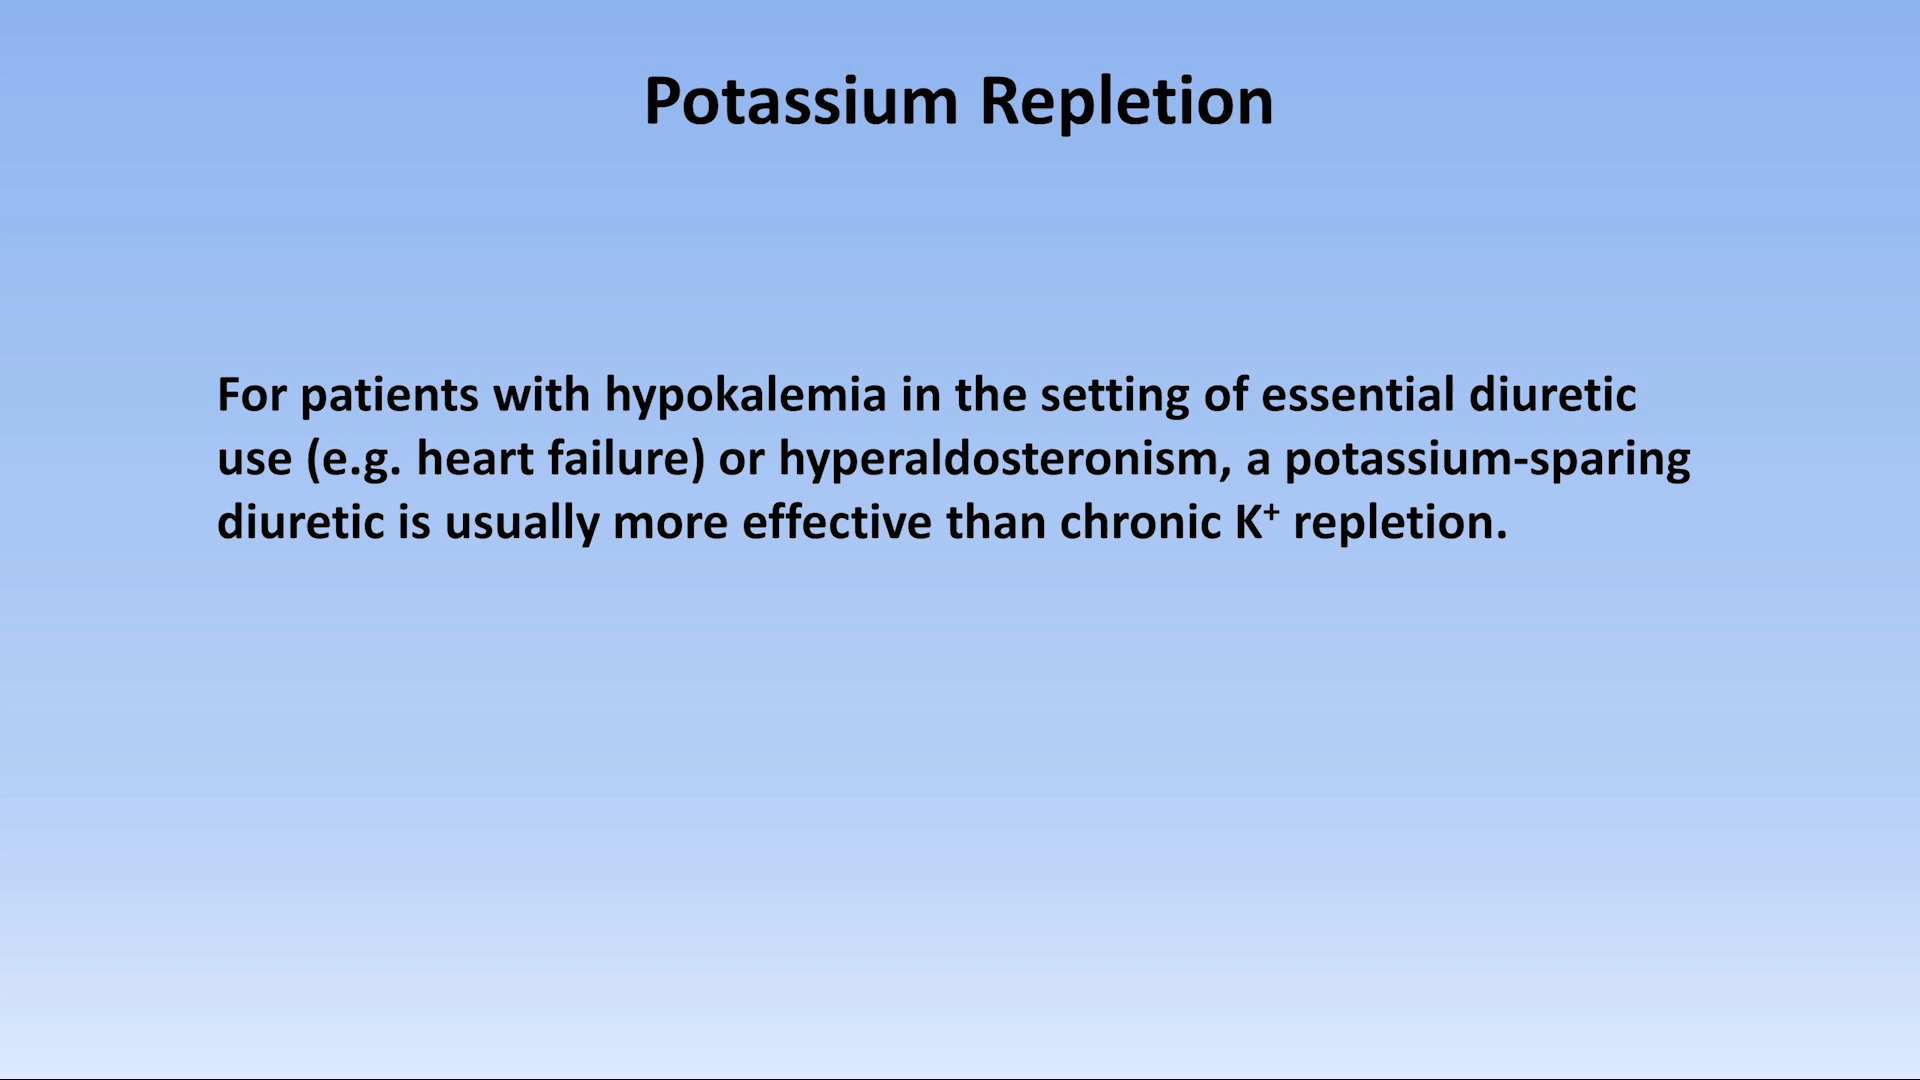 Potassium Repletion
For patients with hypokalemia in the setting of essential diuretic
use (e.g. heart failure) or hyperaldosteronism, a potassium-sparing
diuretic is usually more effective than chronic K⁺ repletion.